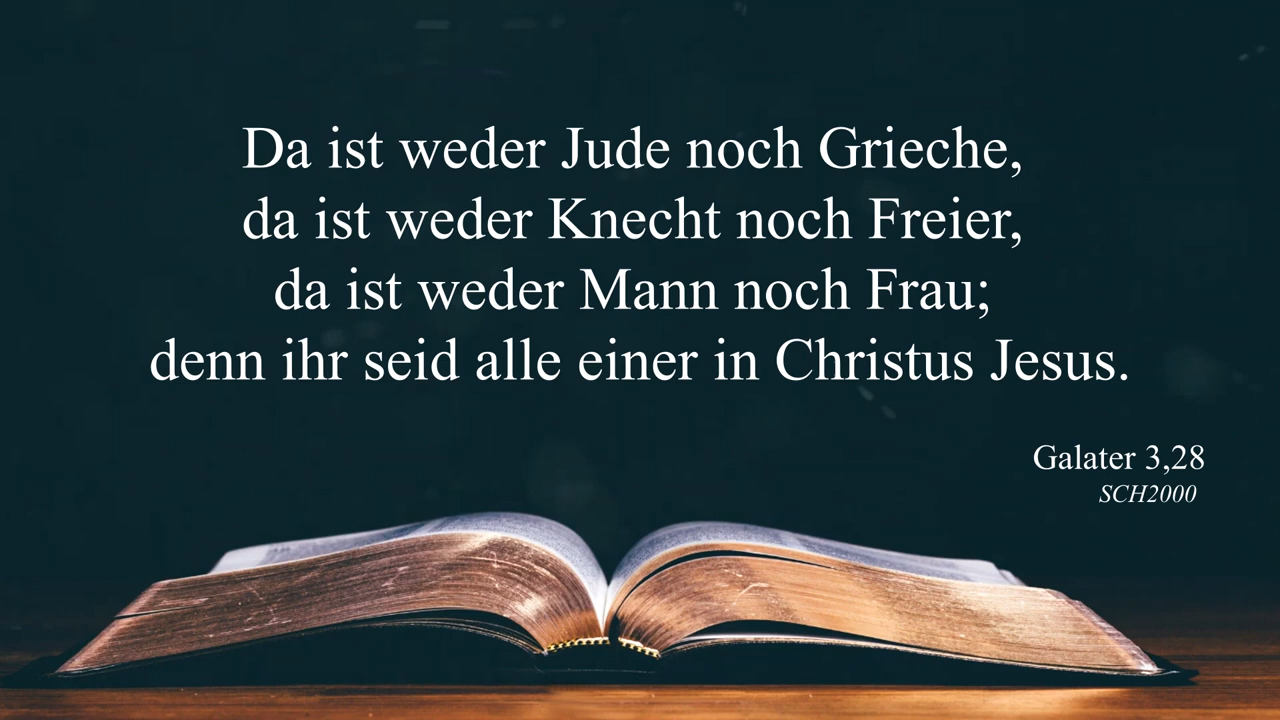 Da ist weder Jude noch Grieche,
da ist weder Knecht noch Freier,
da ist weder Mann noch Frau;
denn ihr seid alle einer in Christus Jesus.
Galater 3,28
SCH2000